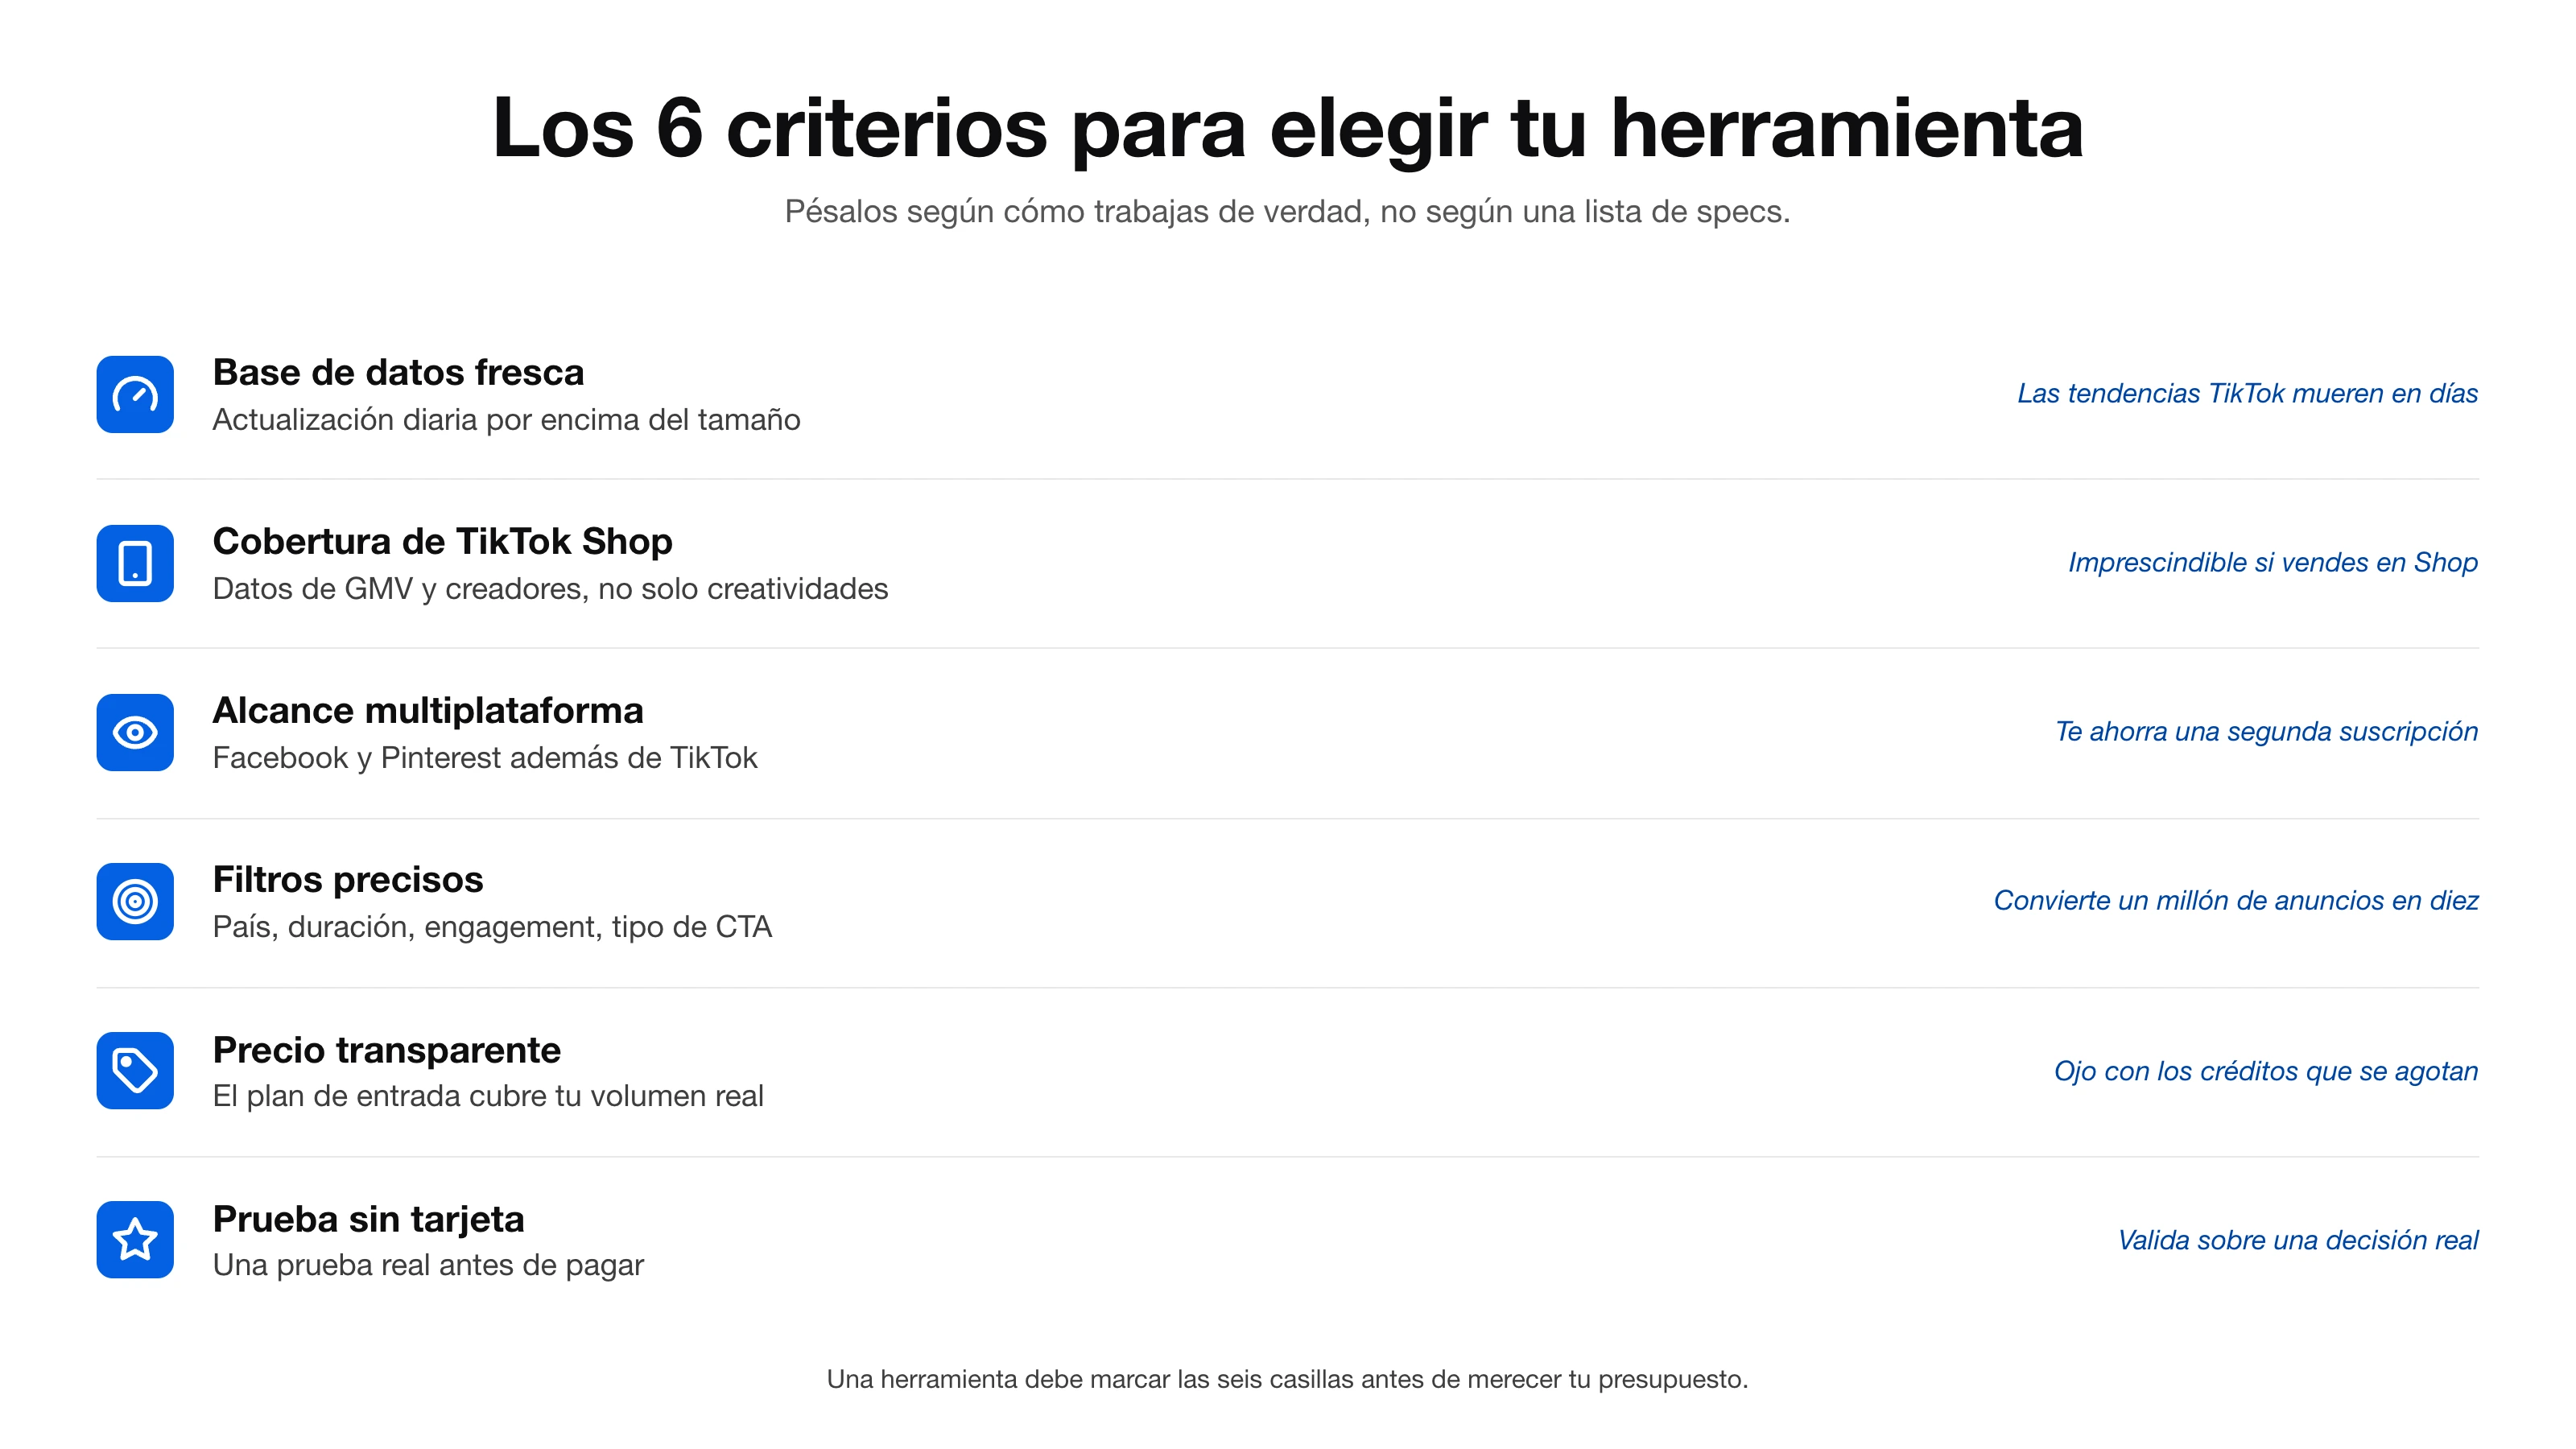 Los 6 criterios para elegir tu herramienta
Pésalos según cómo trabajas de verdad, no según una lista de specs.
Base de datos fresca
Actualización diaria por encima del tamaño
Las tendencias TikTok mueren en días
Cobertura de TikTok Shop
Datos de GMV y creadores, no solo creatividades
Imprescindible si vendes en Shop
Alcance multiplataforma
Facebook y Pinterest además de TikTok
Te ahorra una segunda suscripción
Filtros precisos
País, duración, engagement, tipo de CTA
Convierte un millón de anuncios en diez
Precio transparente
El plan de entrada cubre tu volumen real
Ojo con los créditos que se agotan
Prueba sin tarjeta
Una prueba real antes de pagar
Valida sobre una decisión real
Una herramienta debe marcar las seis casillas antes de merecer tu presupuesto.